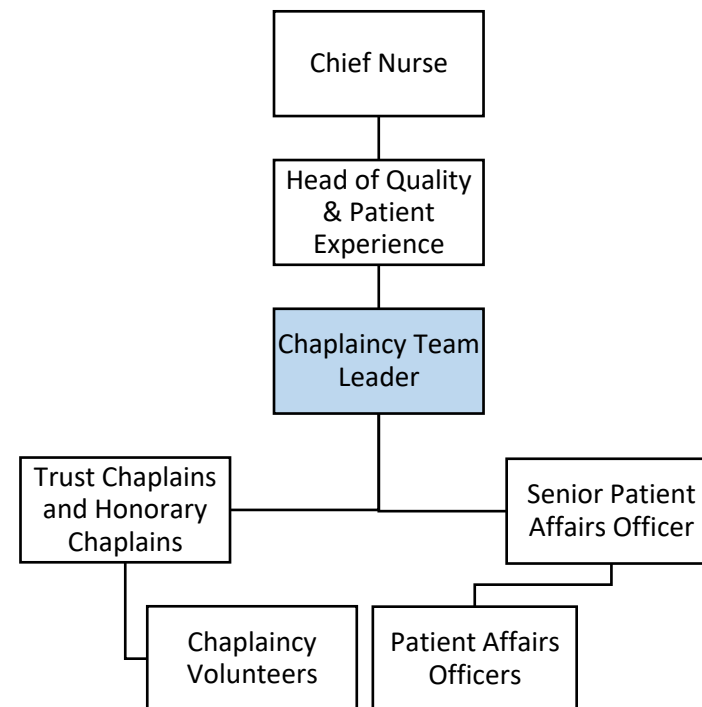 Chief Nurse
Head of Quality
& Patient
Experience
Chaplaincy Team
Leader
Trust Chaplains
and Honorary
Chaplains
Senior Patient
Affairs Officer
Chaplaincy
Volunteers
Patient Affairs
Officers